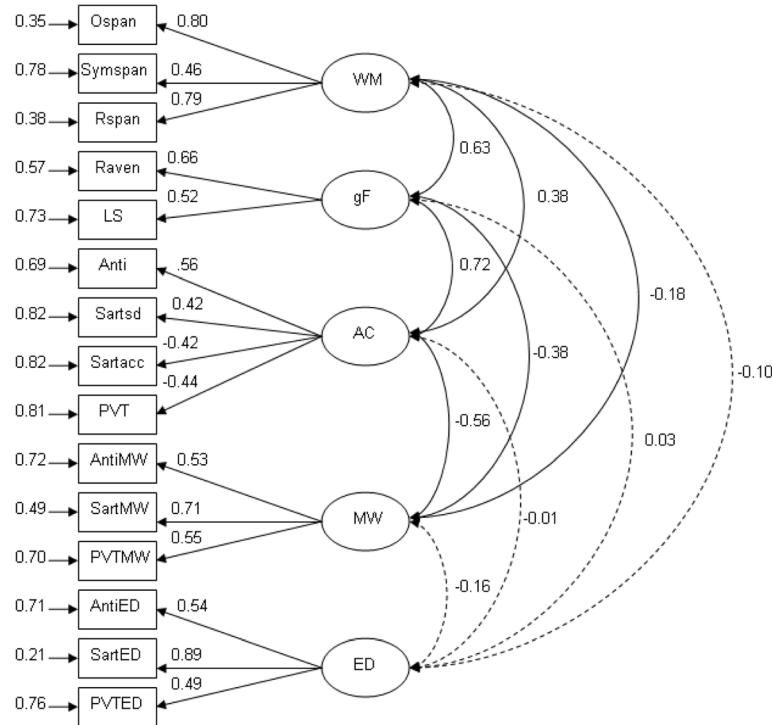 0.35 Ospan 0.80
0.78 Symspan 0.46 WM
0.79
0.38 Rspan
0.63
0.57 Raven 0.66
gF 0.38
0.52
0.73 LS
0.69 Anti .56 0.72
-0.18
0.82 Sartsd 0.42
AC
0.82 Sartacc -0.42 -0.38
-0.10
-0.44
0.81 PVT
-0.56
0.03
0.72 AntiMW 0.53
0.49 SartMW 0.71 MW -0.01
0.55
0.70 PVTMW
-0.16
0.71 AntiED 0.54
0.21 SartED 0.89 ED
0.49
0.76 PVTED